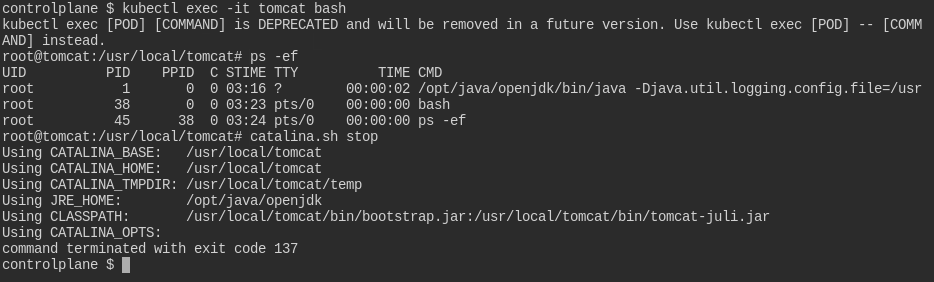 controlplane $ kubectl exec -it tomcat bash
kubectl exec [POD] [COMMAND] is DEPRECATED and will be removed in a future version. Use kubectl exec [POD] -- [COMM
AND] instead.
root@tomcat:/usr/local/tomcat# ps -ef
UID          PID    PPID  C STIME TTY          TIME CMD
root           1       0  0 03:16 ?        00:00:02 /opt/java/openjdk/bin/java -Djava.util.logging.config.file=/usr
root          38       0  0 03:23 pts/0    00:00:00 bash
root          45      38  0 03:24 pts/0    00:00:00 ps -ef
root@tomcat:/usr/local/tomcat# catalina.sh stop
Using CATALINA_BASE:   /usr/local/tomcat
Using CATALINA_HOME:   /usr/local/tomcat
Using CATALINA_TMPDIR: /usr/local/tomcat/temp
Using JRE_HOME:        /opt/java/openjdk
Using CLASSPATH:       /usr/local/tomcat/bin/bootstrap.jar:/usr/local/tomcat/bin/tomcat-juli.jar
Using CATALINA_OPTS:
command terminated with exit code 137
controlplane $